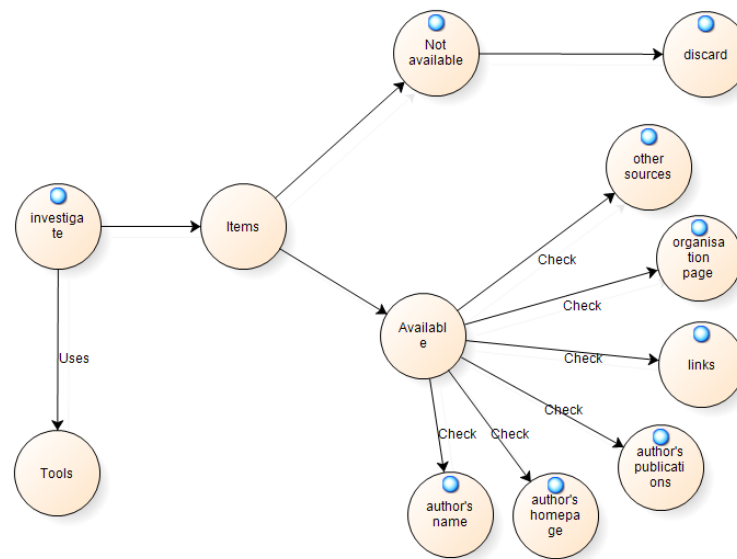 Not
available
discard
other
sources
investiga
te
Items
organisa
tion
page
Check
Check
Availabl
e
Check
links
Uses
Check
Check
Check
author's
publicati
ons
Tools
author's
name
author's
homepa
ge